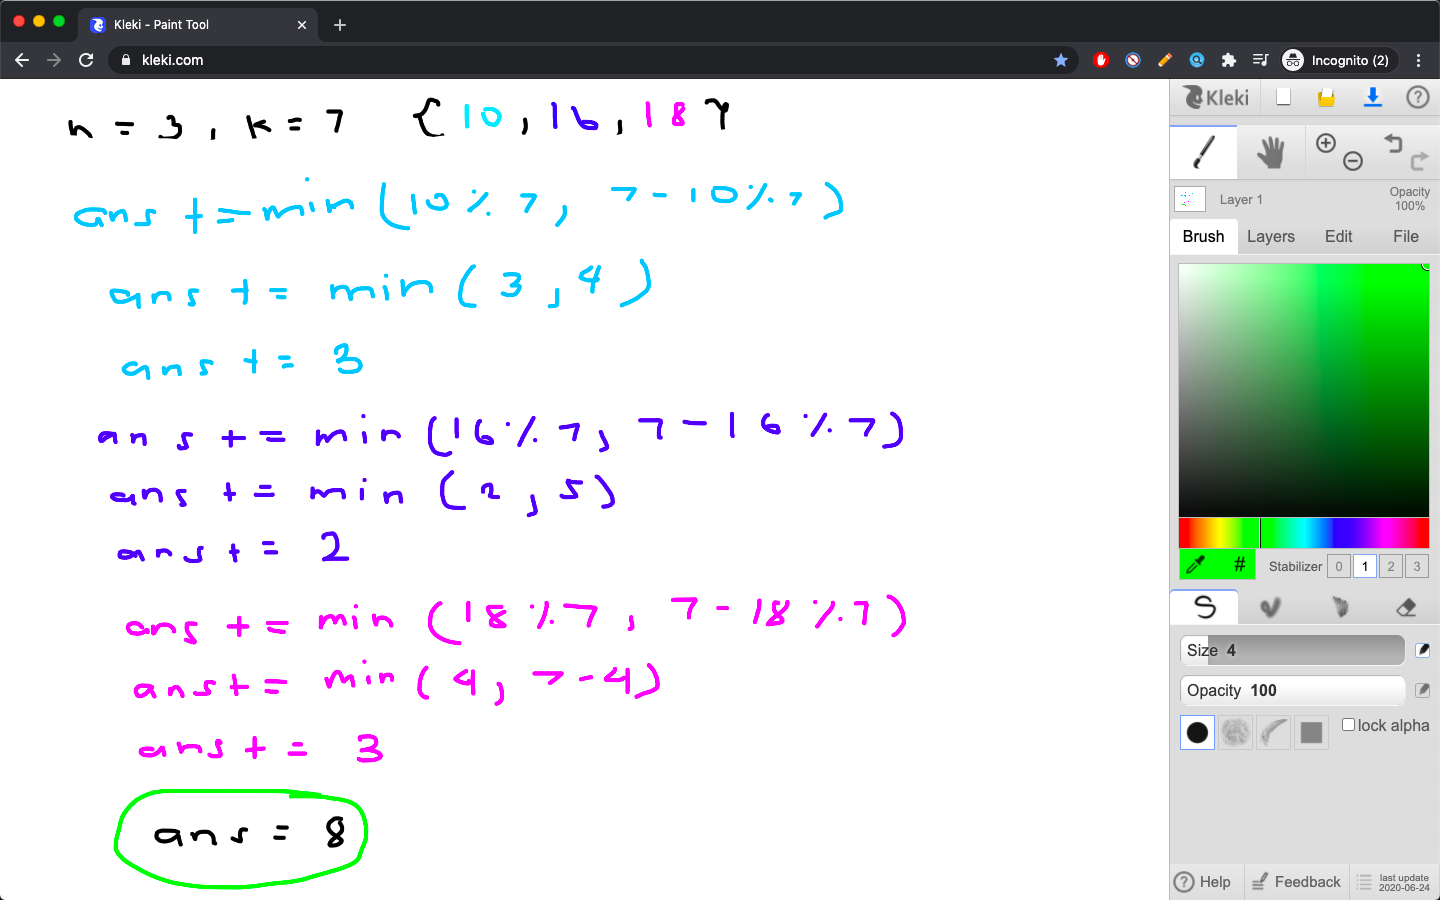 Kleki - Paint Tool
kleki.com
Incognito (2)
n = 3, k = 7 {10, 16, 18}
ans += min(10%7, 7-10%7)
ans += min(3,4)
ans += 3
ans += min(16%7, 7-16%7)
ans += min(2,5)
ans += 2
ans += min(18%7, 7-18%7)
ans += min(4, 7-4)
ans += 3
ans = 8
Kleki
Layer 1
Opacity
100%
Brush Layers Edit File
# Stabilizer 0 1 2 3
Size 4
Opacity 100
lock alpha
Help Feedback
last update
2020-06-24